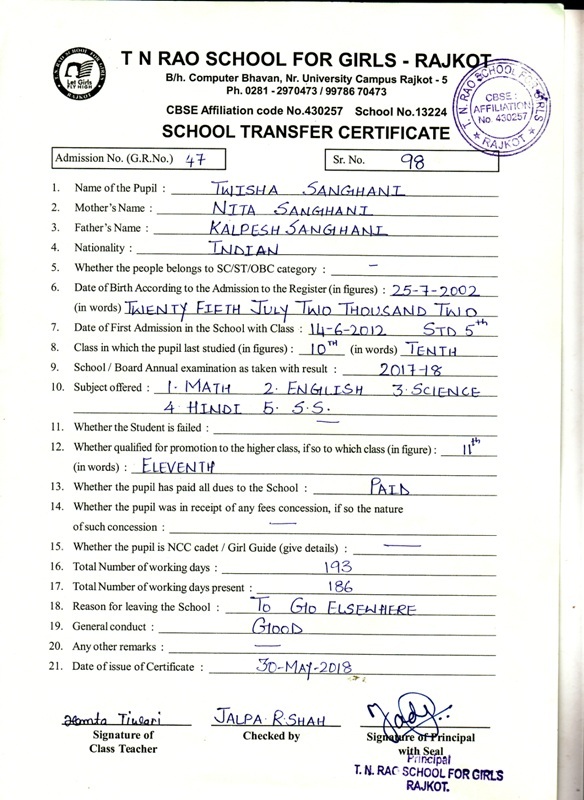 T. N. RAO SCHOOL FOR GIRLS
Let Girls
FLY HIGH
RAJKOT
T N RAO SCHOOL FOR GIRLS - RAJKOT
B/h. Computer Bhavan, Nr. University Campus Rajkot - 5
Ph. 0281 - 2970473 / 99786 70473
CBSE Affiliation code No.430257 School No.13224
SCHOOL TRANSFER CERTIFICATE
T. N. RAO SCHOOL FOR GIRLS
CBSE
AFFILIATION
No. 430257
RAJKOT
Admission No. (G.R.No.) 47 Sr. No. 98
1. Name of the Pupil : TWISHA SANGHANI
2. Mother's Name : NITA SANGHANI
3. Father's Name : KALPESH SANGHANI
4. Nationality : INDIAN
5. Whether the people belongs to SC/ST/OBC category : —
6. Date of Birth According to the Admission to the Register (in figures) : 25-7-2002
(in words) TWENTY FIFTH JULY TWO THOUSAND TWO
7. Date of First Admission in the School with Class : 14-6-2012 STD 5th
8. Class in which the pupil last studied (in figures) : 10TH (in words) TENTH
9. School / Board Annual examination as taken with result : 2017-18
10. Subject offered : 1. MATH 2. ENGLISH 3. SCIENCE
4. HINDI 5. S.S.
11. Whether the Student is failed : —
12. Whether qualified for promotion to the higher class, if so to which class (in figure) : 11th
(in words) : ELEVENTH
13. Whether the pupil has paid all dues to the School : PAID
14. Whether the pupil was in receipt of any fees concession, if so the nature
of such concession : —
15. Whether the pupil is NCC cadet / Girl Guide (give details) : —
16. Total Number of working days : 193
17. Total Number of working days present : 186
18. Reason for leaving the School : TO GO ELSEWHERE
19. General conduct : GOOD
20. Any other remarks : —
21. Date of issue of Certificate : 30-MAY-2018
Tiwari JALPA.R.SHAH
Signature of Class Teacher
Checked by
Signature of Principal
with Seal
Principal
T. N. RAO SCHOOL FOR GIRLS
RAJKOT.